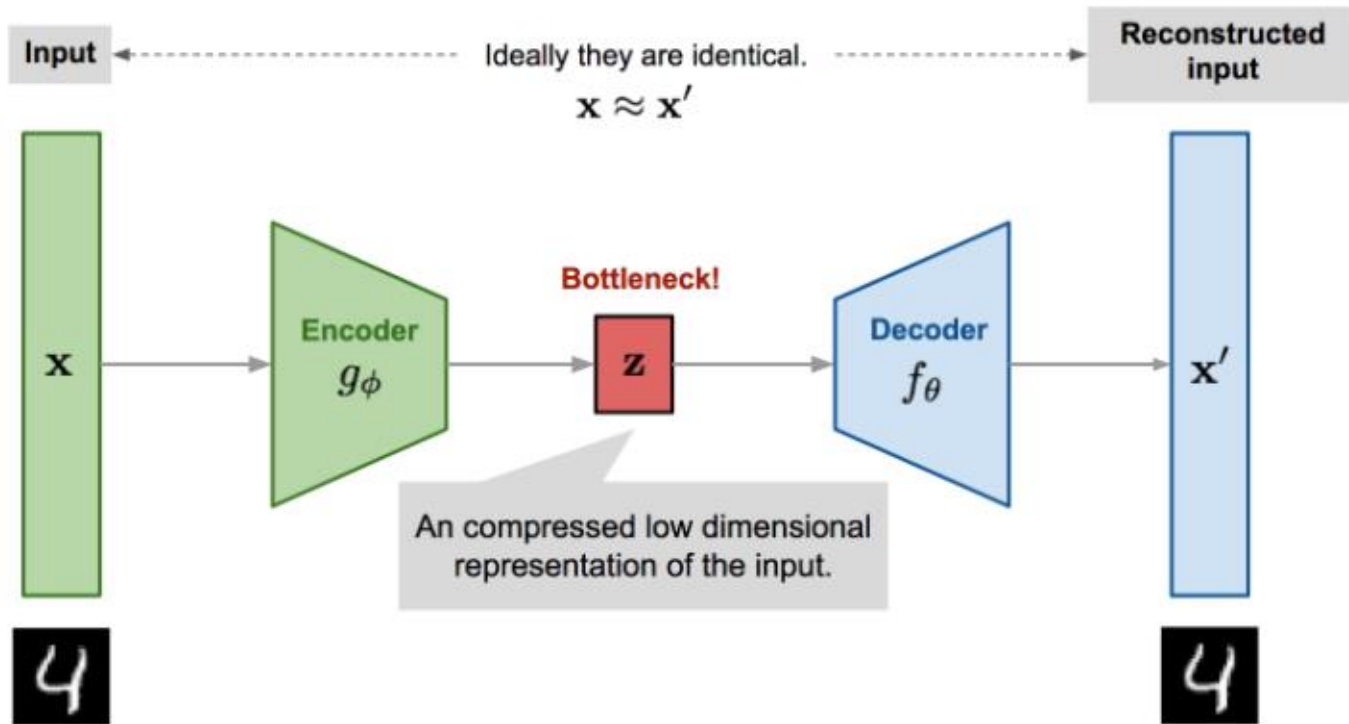 Input
Ideally they are identical.
x ≈ x′
Reconstructed
input
Bottleneck!
x
Encoder
gϕ
z
Decoder
fθ
x′
An compressed low dimensional
representation of the input.
4
4